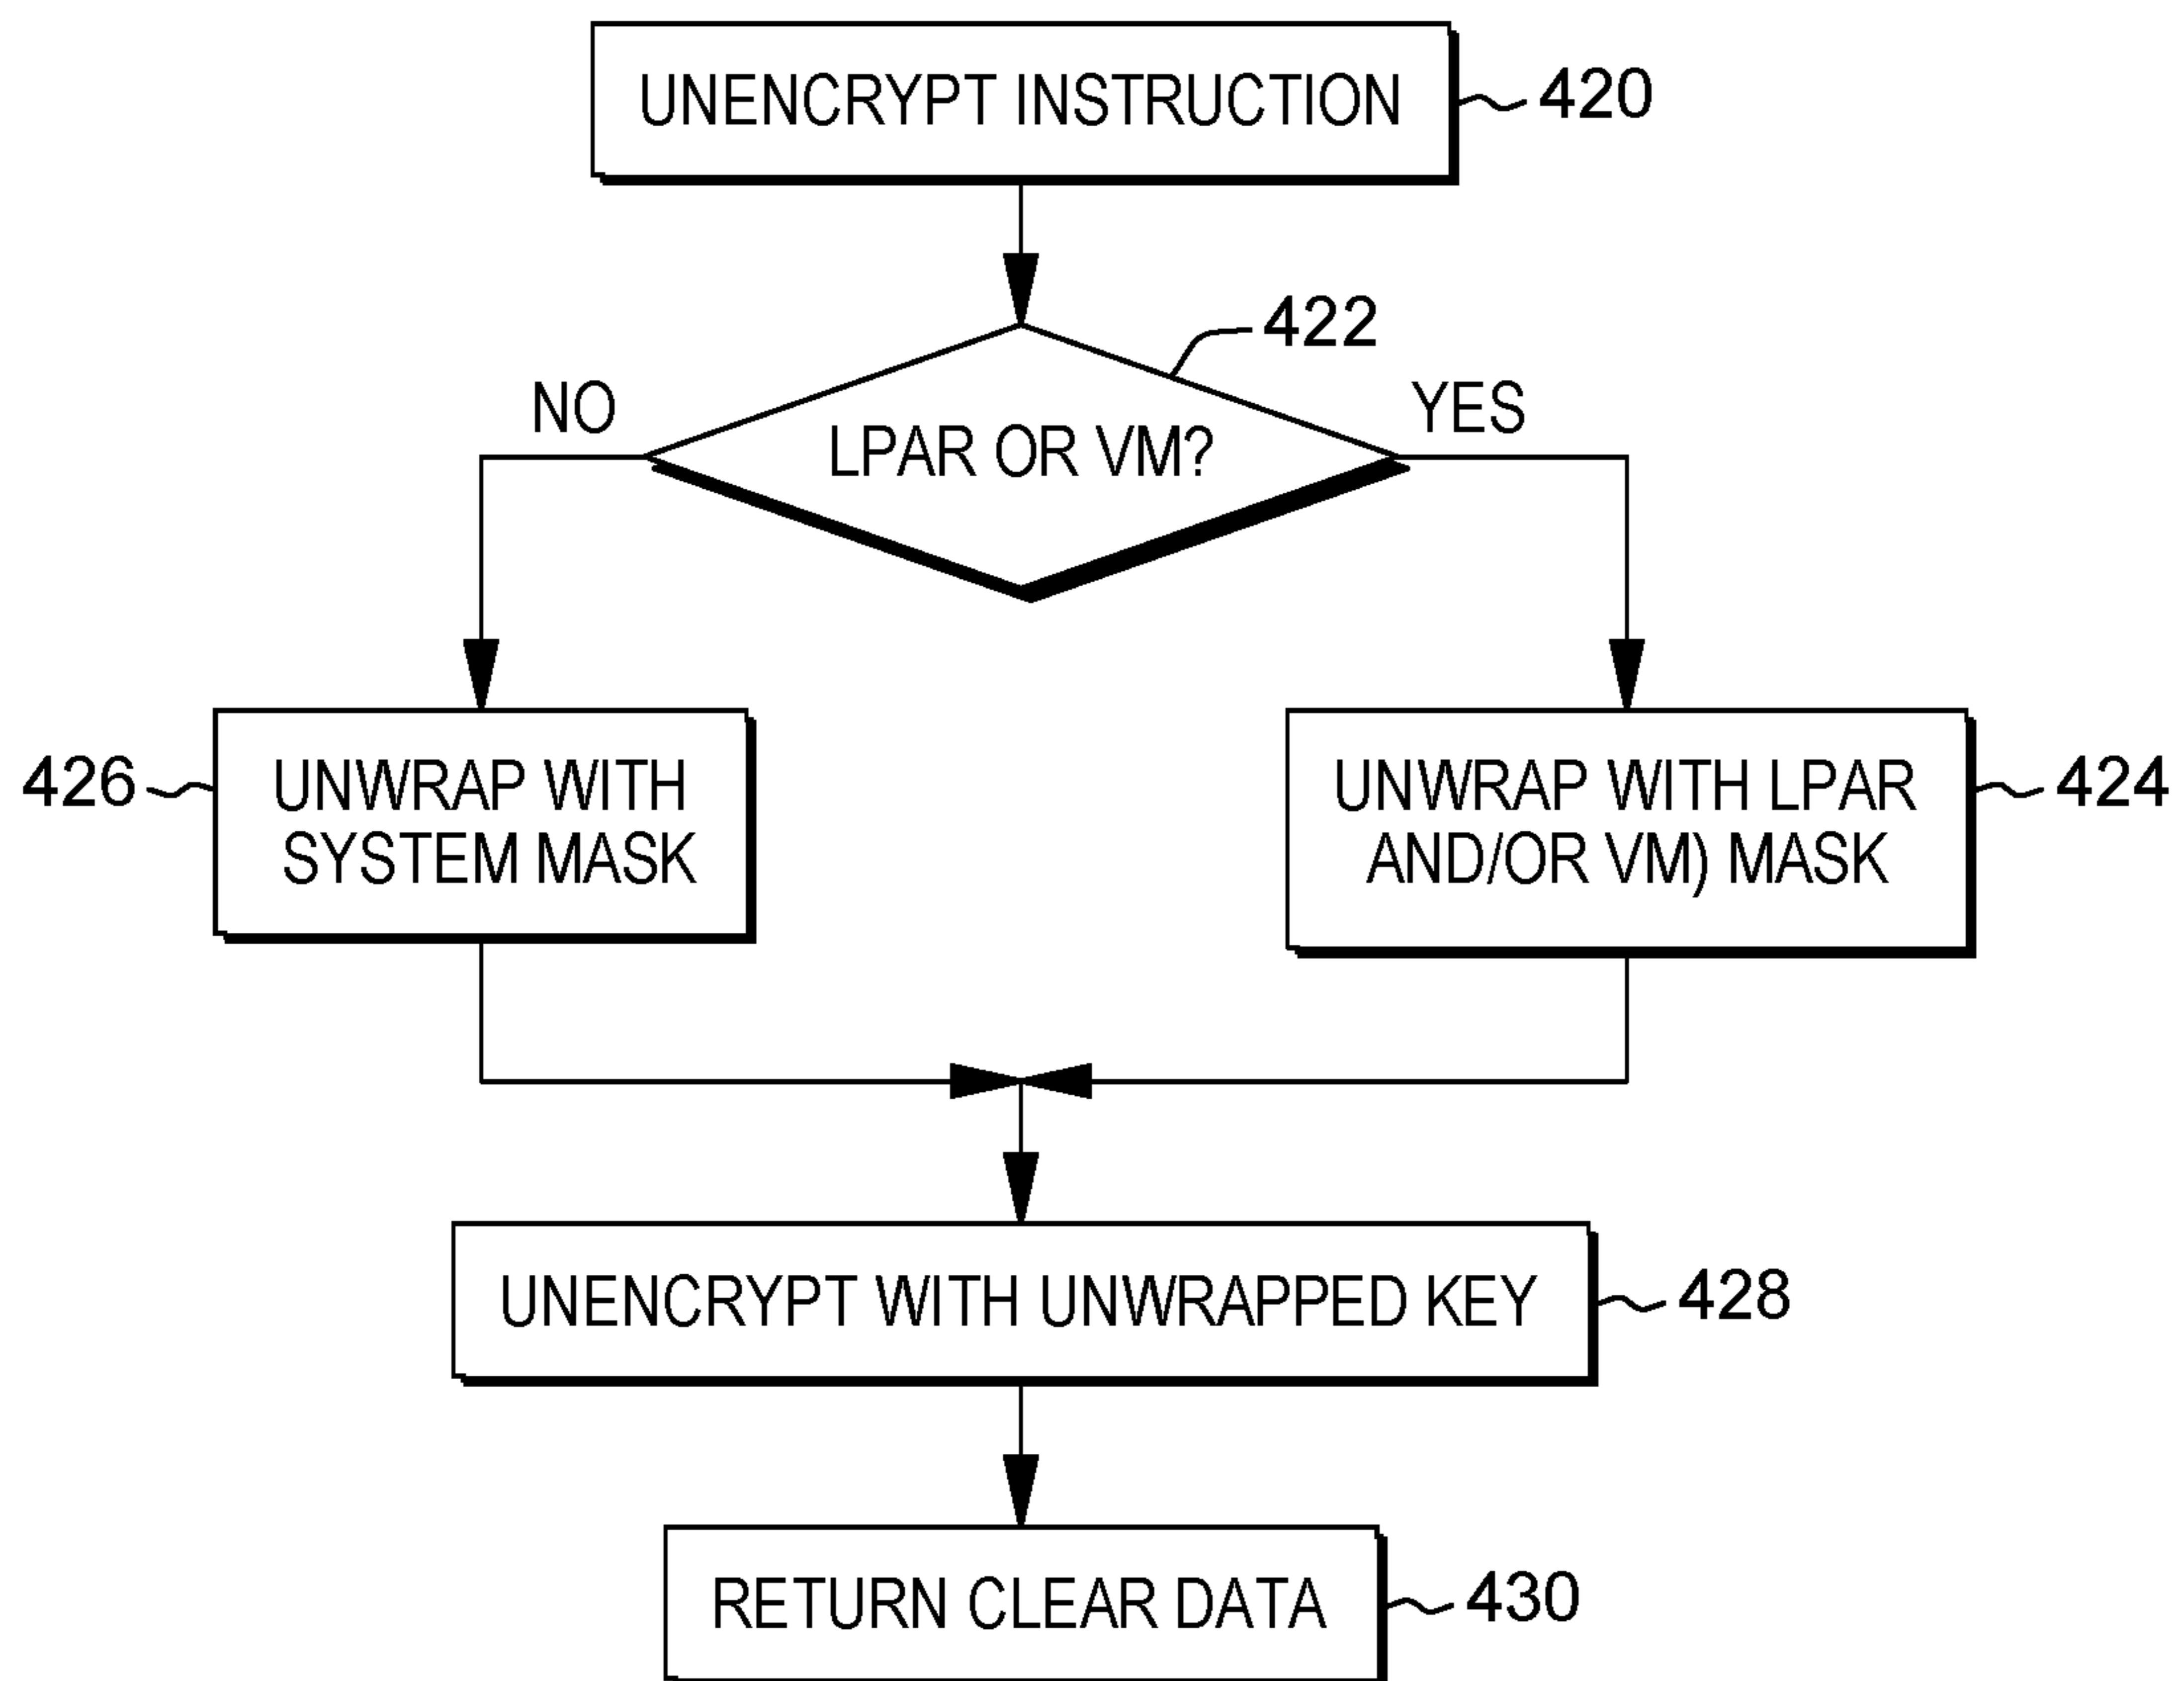 UNENCRYPT INSTRUCTION
420
422
NO
YES
LPAR OR VM?
426
UNWRAP WITH
SYSTEM MASK
UNWRAP WITH LPAR
AND/OR VM) MASK
424
UNENCRYPT WITH UNWRAPPED KEY
428
RETURN CLEAR DATA
430